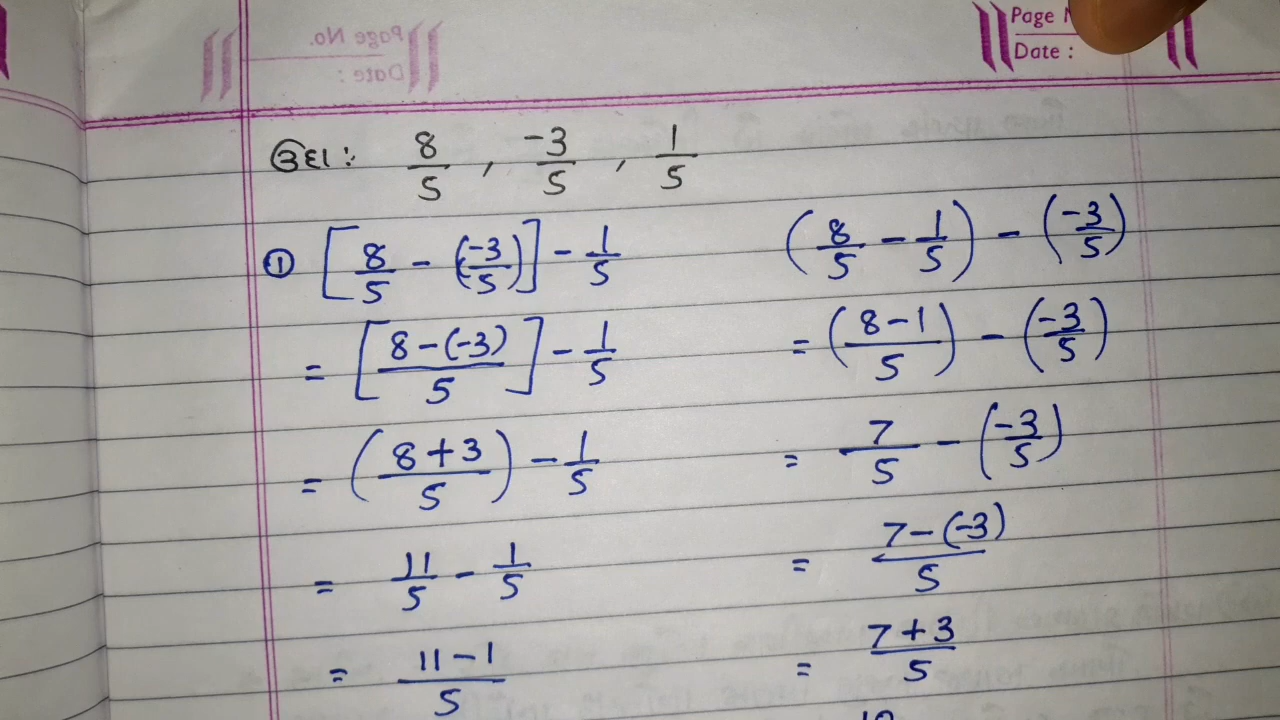 Page No.
Date :
Page N
Date :
ઉદા : 8/5 , -3/5 , 1/5
① [8/5 - (-3/5)] - 1/5 (8/5 - 1/5) - (-3/5)
= [8-(-3)/5] - 1/5 = (8-1/5) - (-3/5)
= (8+3/5) - 1/5 = 7/5 - (-3/5)
= 11/5 - 1/5 = 7-(-3)/5
= 11-1/5 = 7+3/5
10